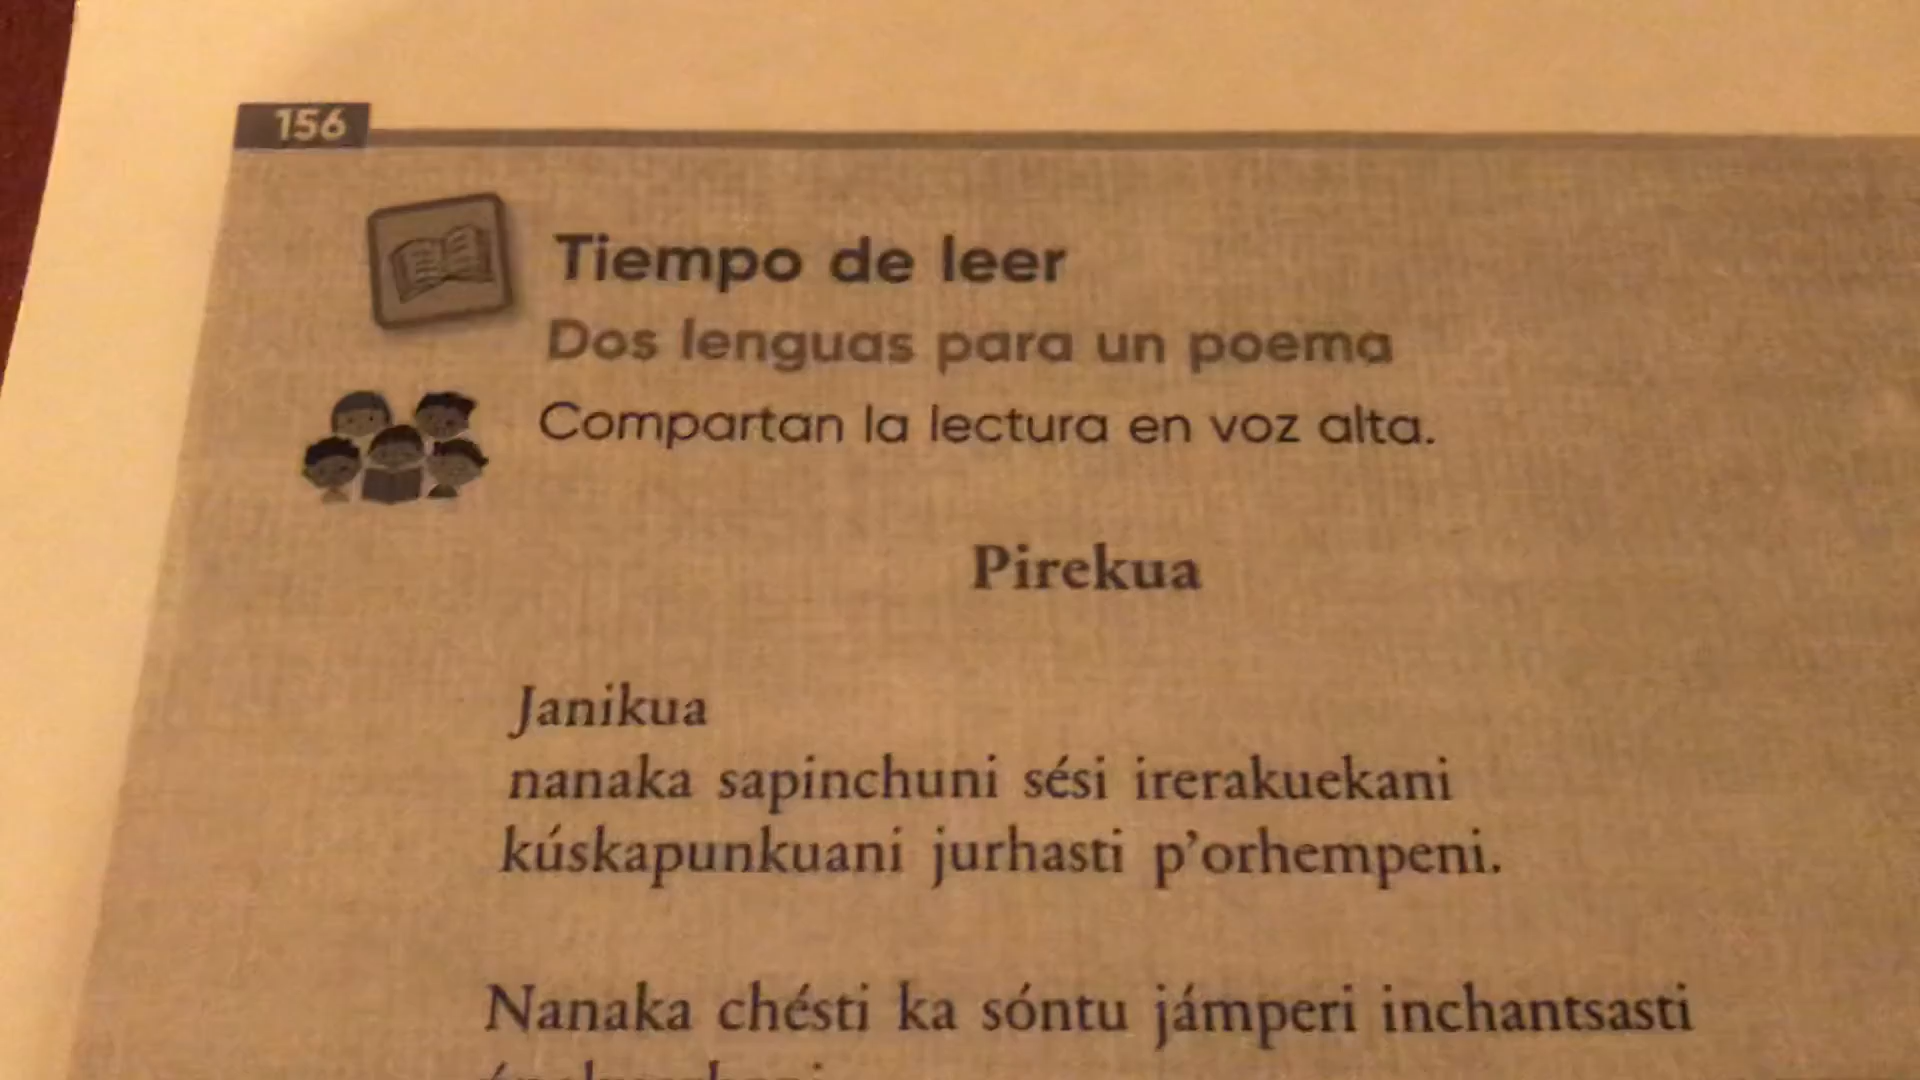 156
Tiempo de leer
Dos lenguas para un poema
Compartan la lectura en voz alta.
Pirekua
Janikua
nanaka sapinchuni sési irerakuekani
kúskapunkuani jurhasti p’orhempeni.
Nanaka chésti ka sóntu jámperi inchantsasti